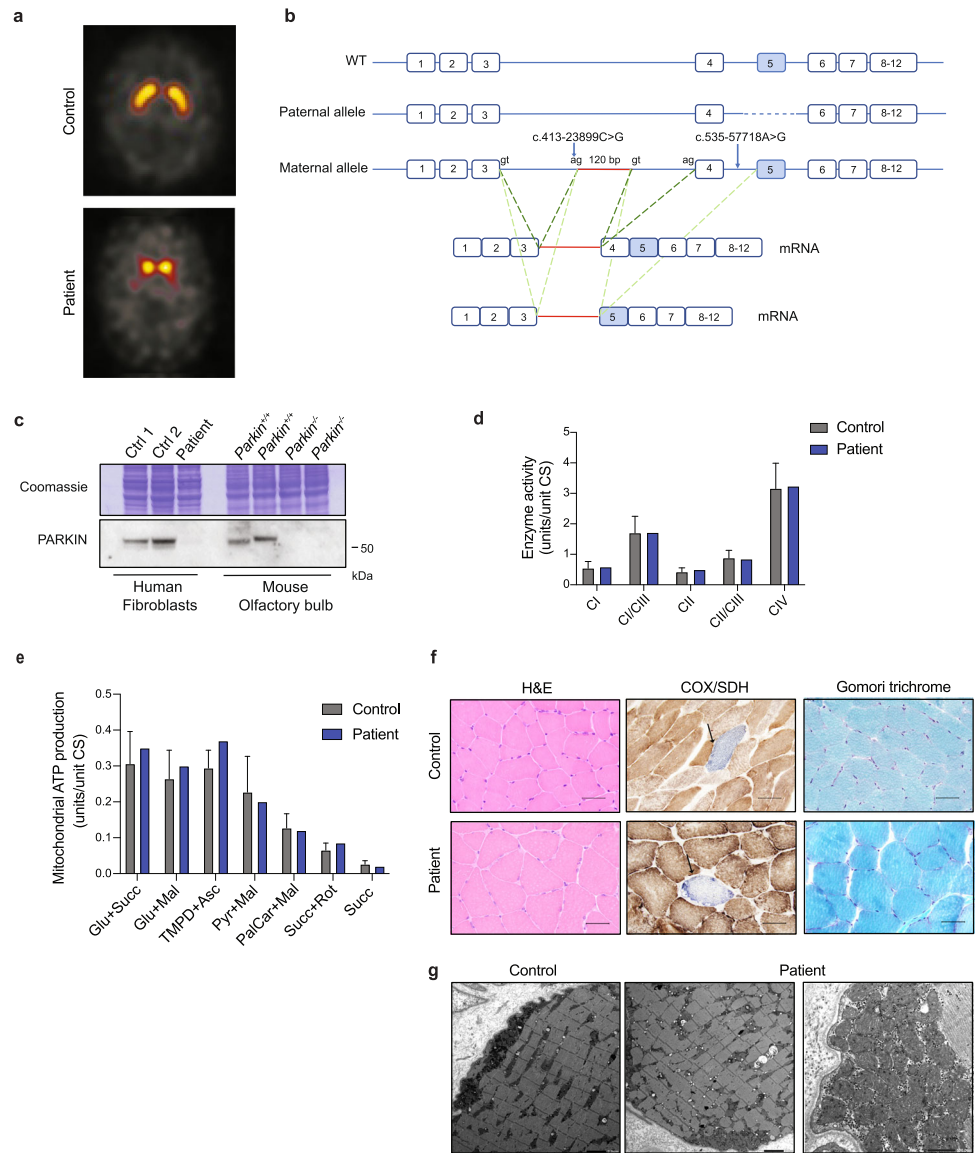 a
Control
Patient
b
WT
1 2 3 4 5 6 7 8-12
Paternal allele
1 2 3 4 6 7 8-12
c.413-23899C>G
c.535-57718A>G
Maternal allele
gt ag 120 bp gt ag
1 2 3 4 5 6 7 8-12
1 2 3 4 5 6 7 8-12 mRNA
1 2 3 5 6 7 8-12 mRNA
c
Ctrl 1 Ctrl 2 Patient Parkin+/+ Parkin+/+ Parkin-/- Parkin-/-
Coomassie
PARKIN
50
kDa
Human
Fibroblasts
Mouse
Olfactory bulb
d
Control
Patient
Enzyme activity
(units/unit CS)
5
4
3
2
1
0
CI CI/CIII CII CII/CIII CIV
e
Control
Patient
Mitochondrial ATP production
(units/unit CS)
0.5
0.4
0.3
0.2
0.1
0.0
Glu+Succ Glu+Mal TMPD+Asc Pyr+Mal PalCar+Mal Succ+Rot Succ
f
H&E COX/SDH Gomori trichrome
Control
Patient
g
Control Patient